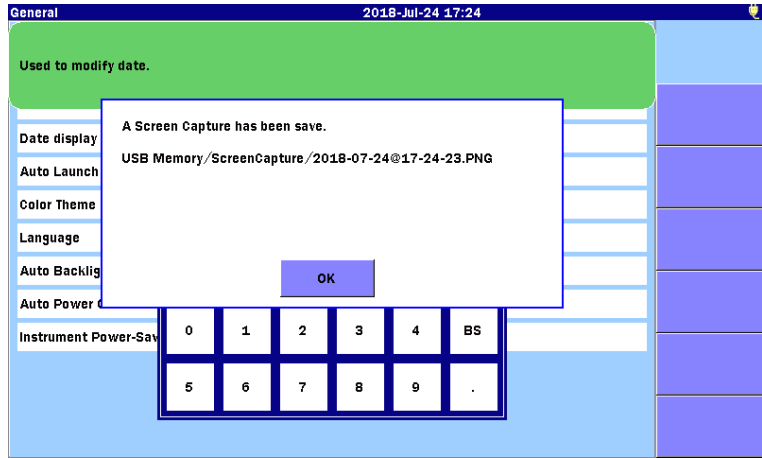 General 2018-Jul-24 17:24
Used to modify date.
A Screen Capture has been save.
USB Memory/ScreenCapture/2018-07-24@17-24-23.PNG
OK
Date display
Auto Launch
Color Theme
Language
Auto Backlig
Auto Power
Instrument Power-Sav
0 1 2 3 4 BS
5 6 7 8 9 .